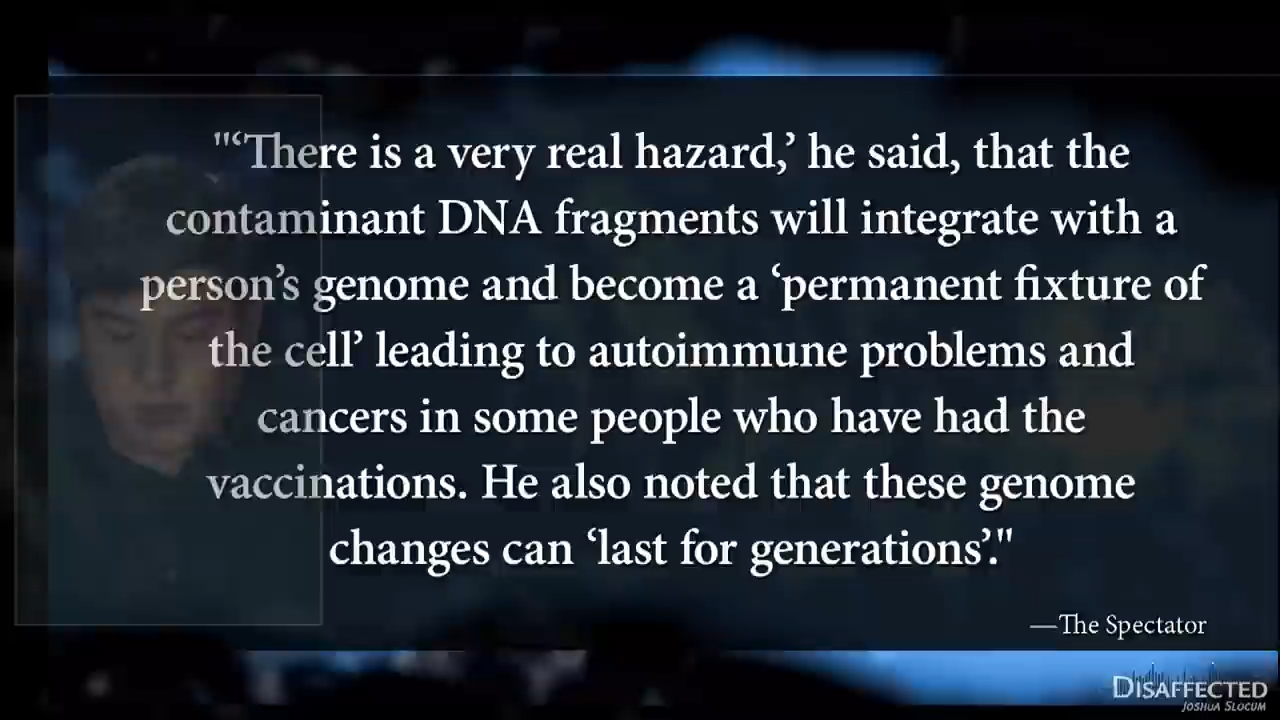 "‘There is a very real hazard,’ he said, that the
contaminant DNA fragments will integrate with a
person’s genome and become a ‘permanent fixture of
the cell’ leading to autoimmune problems and
cancers in some people who have had the
vaccinations. He also noted that these genome
changes can ‘last for generations’."
—The Spectator
DISAFFECTED
JOSHUA SLOCUM